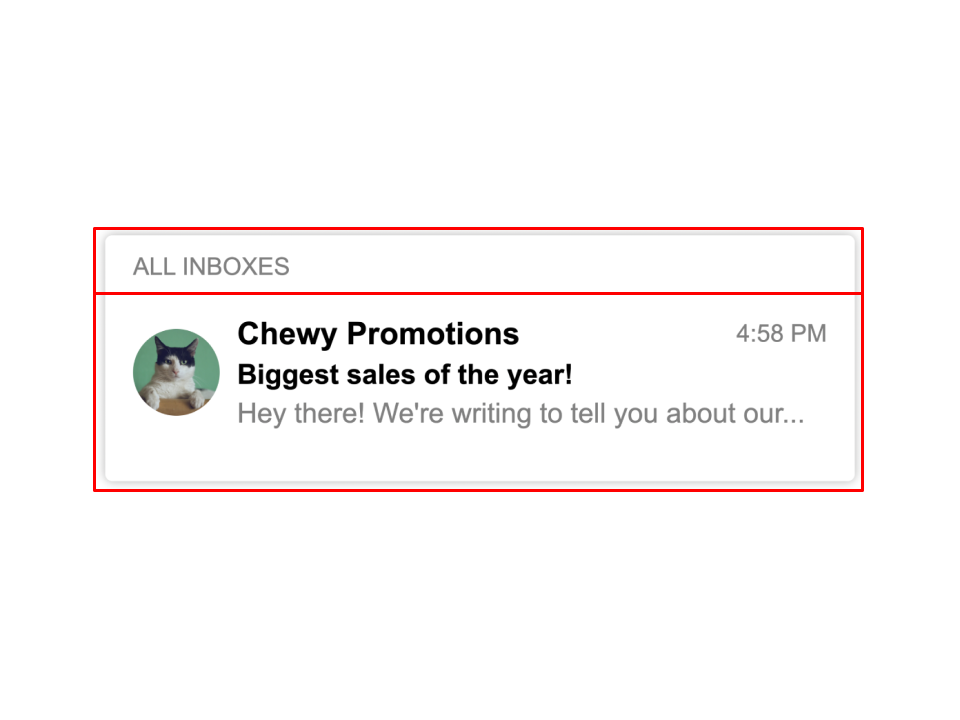 ALL INBOXES
Chewy Promotions 4:58 PM
Biggest sales of the year!
Hey there! We're writing to tell you about our...